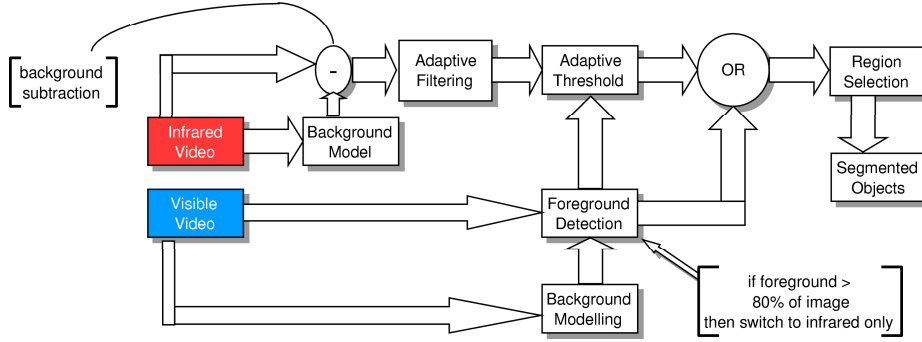 background
subtraction
-
Adaptive
Filtering
Adaptive
Threshold
OR
Region
Selection
Infrared
Video
Background
Model
Segmented
Objects
Visible
Video
Foreground
Detection
Background
Modelling
if foreground >
80% of image
then switch to infrared only